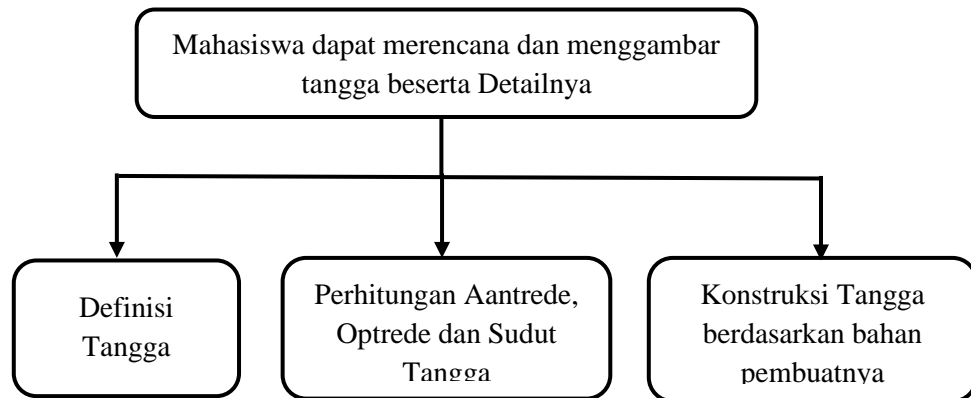 Mahasiswa dapat merencana dan menggambar
tangga beserta Detailnya
Definisi
Tangga
Perhitungan Aantrede,
Optrede dan Sudut
Tangga
Konstruksi Tangga
berdasarkan bahan
pembuatnya